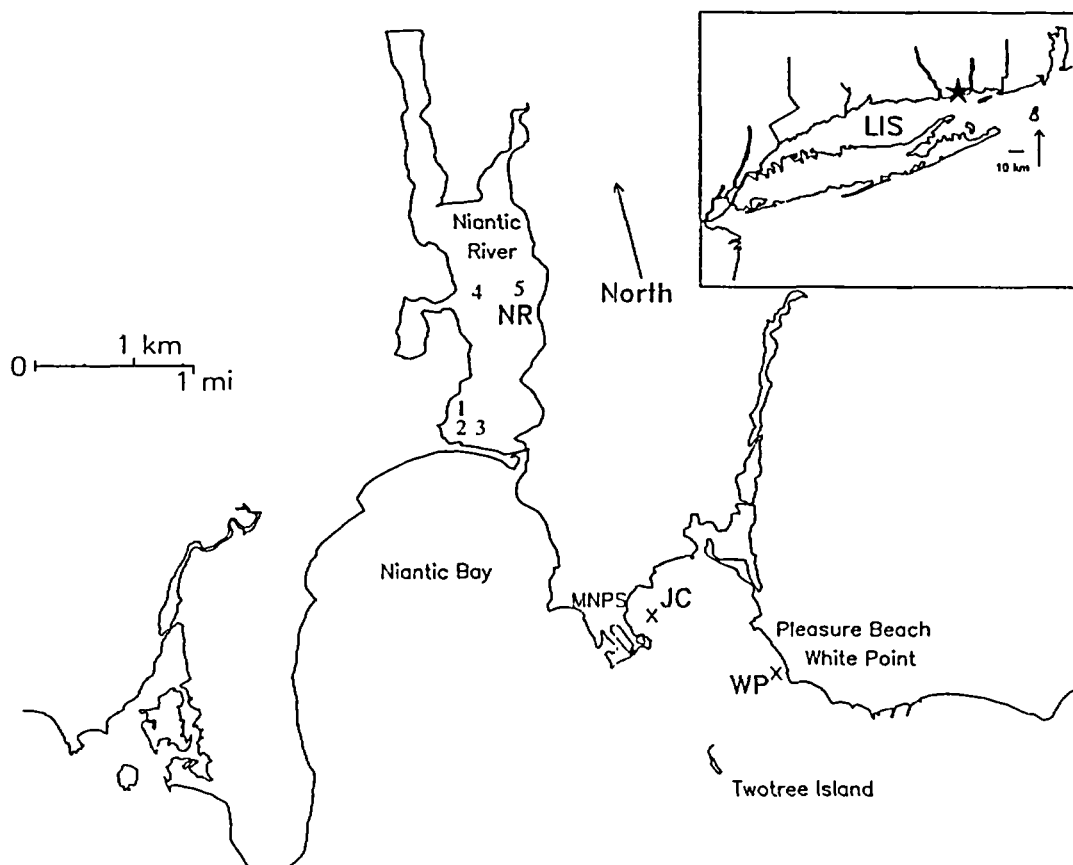 LIS
8
10 km
Niantic
River
4 5
NR
North
1 km
0
1 mi
1
2 3
Niantic Bay
MNPS
JC
Pleasure Beach
White Point
WP
Twotree Island